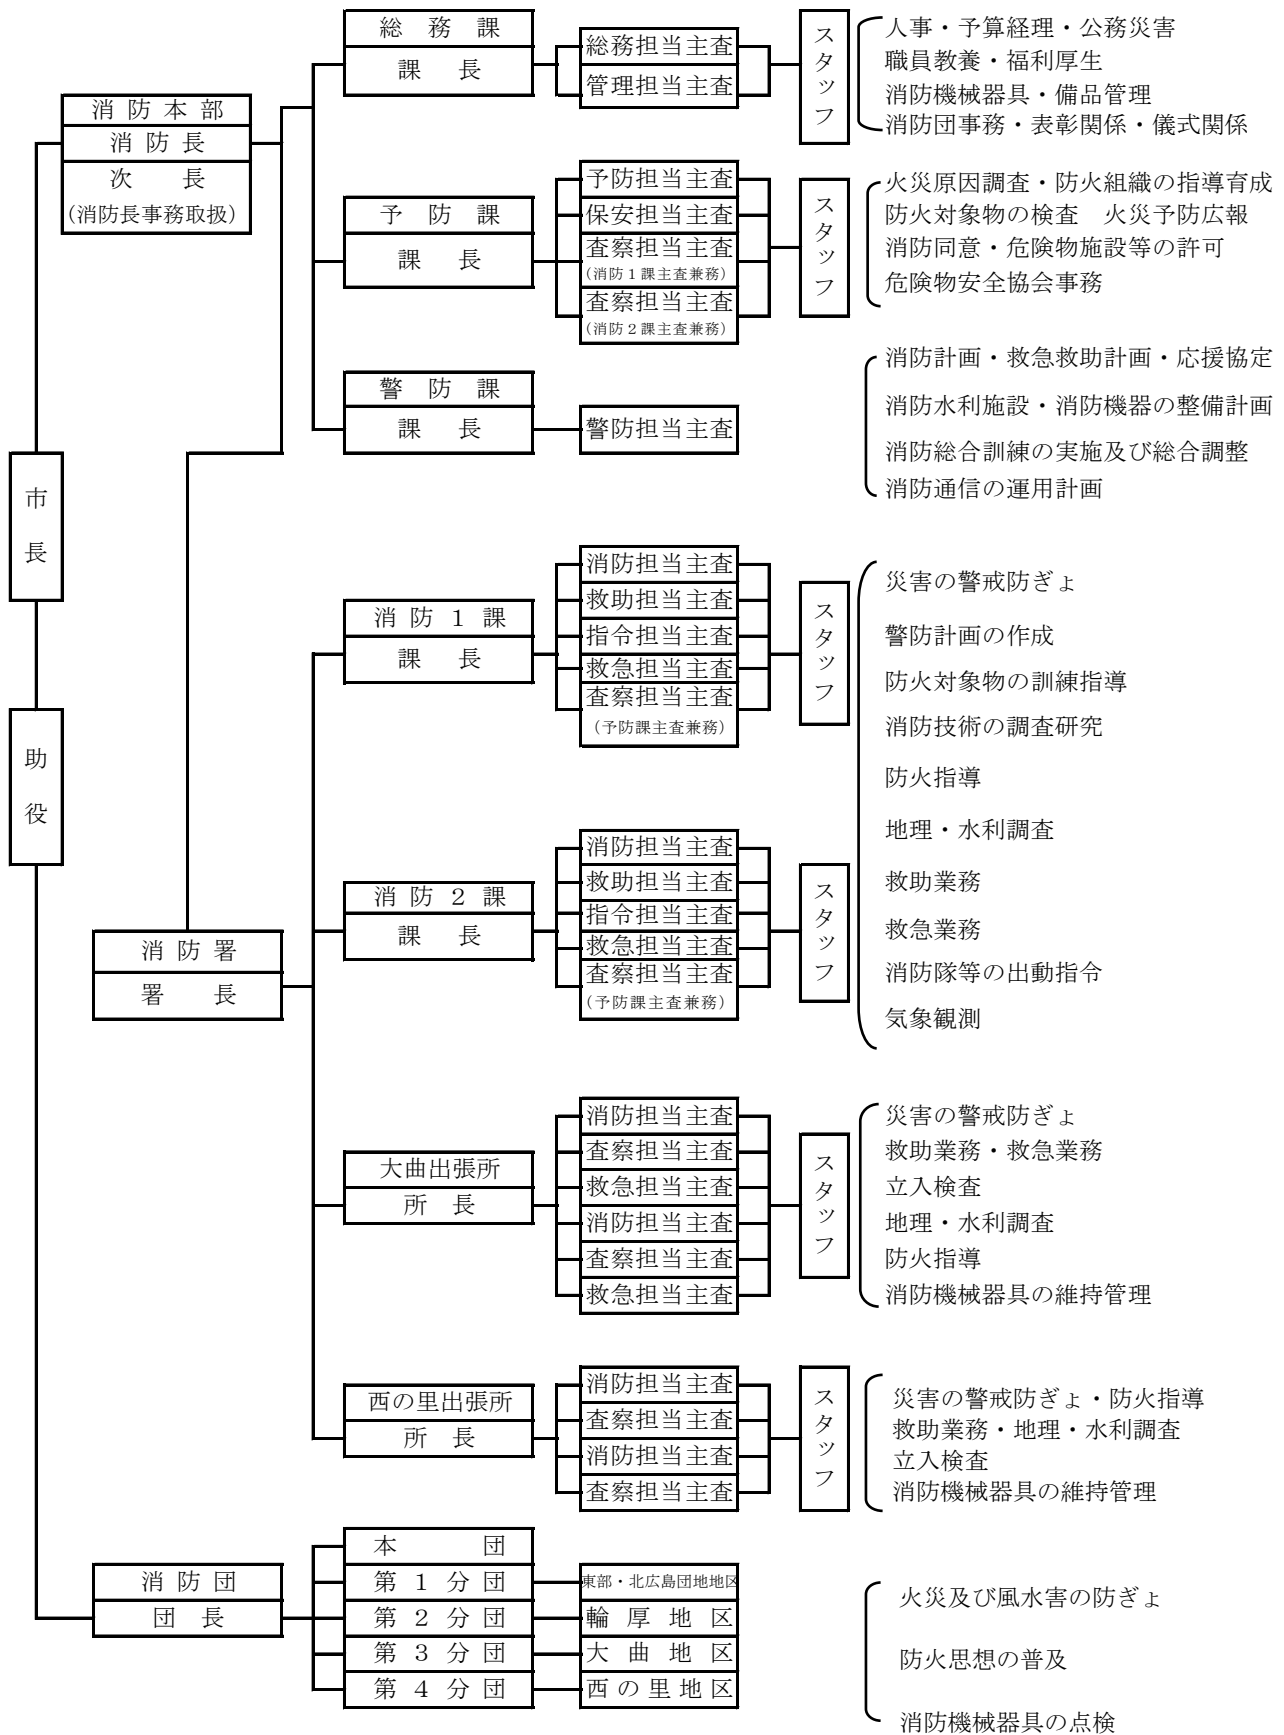 市長
助役
消防本部
消防長
次長
(消防長事務取扱)
総務課
課長
総務担当主査
管理担当主査
スタッフ
人事・予算経理・公務災害
職員教養・福利厚生
消防機械器具・備品管理
消防団事務・表彰関係・儀式関係
予防課
課長
予防担当主査
保安担当主査
査察担当主査
(消防1課主査兼務)
査察担当主査
(消防2課主査兼務)
スタッフ
火災原因調査・防火組織の指導育成
防火対象物の検査 火災予防広報
消防同意・危険物施設等の許可
危険物安全協会事務
警防課
課長
警防担当主査
消防計画・救急救助計画・応援協定
消防水利施設・消防機器の整備計画
消防総合訓練の実施及び総合調整
消防通信の運用計画
消防署
署長
消防1課
課長
消防担当主査
救助担当主査
指令担当主査
救急担当主査
査察担当主査
(予防課主査兼務)
スタッフ
消防2課
課長
消防担当主査
救助担当主査
指令担当主査
救急担当主査
査察担当主査
(予防課主査兼務)
スタッフ
災害の警戒防ぎょ
警防計画の作成
防火対象物の訓練指導
消防技術の調査研究
防火指導
地理・水利調査
救助業務
救急業務
消防隊等の出動指令
気象観測
大曲出張所
所長
消防担当主査
査察担当主査
救急担当主査
消防担当主査
査察担当主査
救急担当主査
スタッフ
災害の警戒防ぎょ
救助業務・救急業務
立入検査
地理・水利調査
防火指導
消防機械器具の維持管理
西の里出張所
所長
消防担当主査
査察担当主査
消防担当主査
査察担当主査
スタッフ
災害の警戒防ぎょ・防火指導
救助業務・地理・水利調査
立入検査
消防機械器具の維持管理
消防団
団長
本団
第1分団
東部・北広島団地地区
第2分団
輪厚地区
第3分団
大曲地区
第4分団
西の里地区
火災及び風水害の防ぎょ
防火思想の普及
消防機械器具の点検